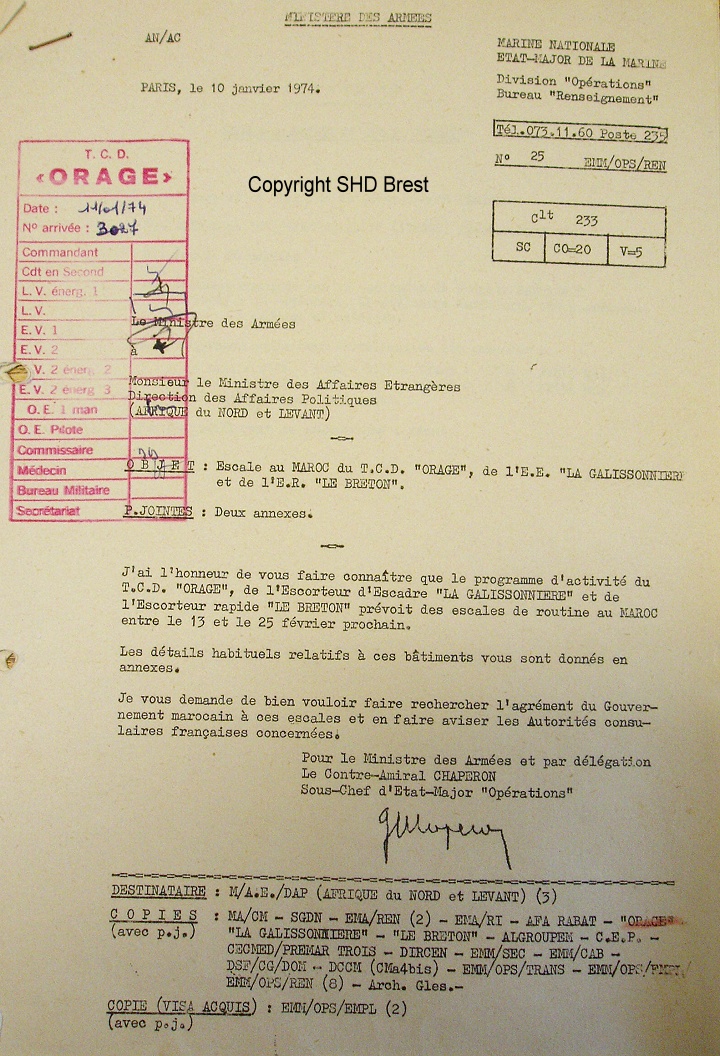 MINISTERE DES ARMEES
AN/AC
MARINE NATIONALE
ETAT-MAJOR DE LA MARINE
Division "Opérations"
Bureau "Renseignement"
PARIS, le 10 janvier 1974.
Tél.073.11.60 Poste 235
N° 25 EMM/OPS/REN
Clt 233
SC CO=20 V=5
Copyright SHD Brest
T. C. D.
«ORAGE»
Date : 11/01/74
N° arrivée : 3027
Commandant
Cdt en Second
L. V. énerg. 1
L. V.
E. V. 1
E. V. 2
V. 2 énerg. 2
E. V. 2 énerg 3
O. E. 1 man
O. E. Pilote
Commissaire
Médecin
Bureau Militaire
Secrétariat
Le Ministre des Armées
à
Monsieur le Ministre des Affaires Etrangères
Direction des Affaires Politiques
(AFRIQUE du NORD et LEVANT)
OBJET : Escale au MAROC du T.C.D. "ORAGE", de l'E.E. "LA GALISSONNIERE
et de l'E.R. "LE BRETON".
P.JOINTES : Deux annexes.
J'ai l'honneur de vous faire connaître que le programme d'activité du
T.C.D. "ORAGE", de l'Escorteur d'Escadre "LA GALISSONNIERE" et de
l'Escorteur rapide "LE BRETON" prévoit des escales de routine au MAROC
entre le 13 et le 25 février prochain.
Les détails habituels relatifs à ces bâtiments vous sont donnés en
annexes.
Je vous demande de bien vouloir faire rechercher l'agrément du Gouver-
nement marocain à ces escales et en faire aviser les Autorités consu-
laires françaises concernées.
Pour le Ministre des Armées et par délégation
Le Contre-Amiral CHAPERON
Sous-Chef d'Etat-Major "Opérations"
DESTINATAIRE : M/A.E./DAP (AFRIQUE du NORD et LEVANT) (3)
COPIES : MA/CM - SGDN - EMA/REN (2) - EMA/RI - AFA RABAT - "ORAGE"
(avec p.j.) "LA GALISSONNIERE" - "LE BRETON" - ALGROUPEM - C.E.P. -
CECMED/PREMAR TROIS - DIRCEN - EMM/SEC - EMM/CAB -
DSF/CG/DOM - DCCM (CMa4bis) - EMM/OPS/TRANS - EMM/OPS/EMPL/
EMM/OPS/REN (8) - Arch. Gles.-
COPIE (VISA ACQUIS) : EMM/OPS/EMPL (2)
(avec p.j.)